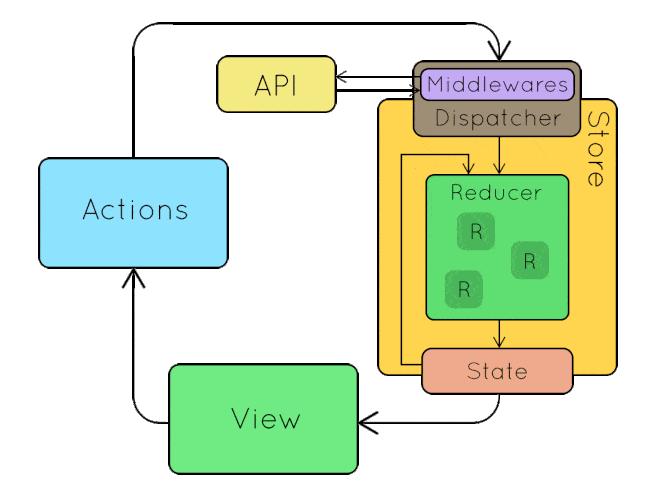 API
Middlewares
Dispatcher
Store
Actions
Reducer
R
R
R
State
View